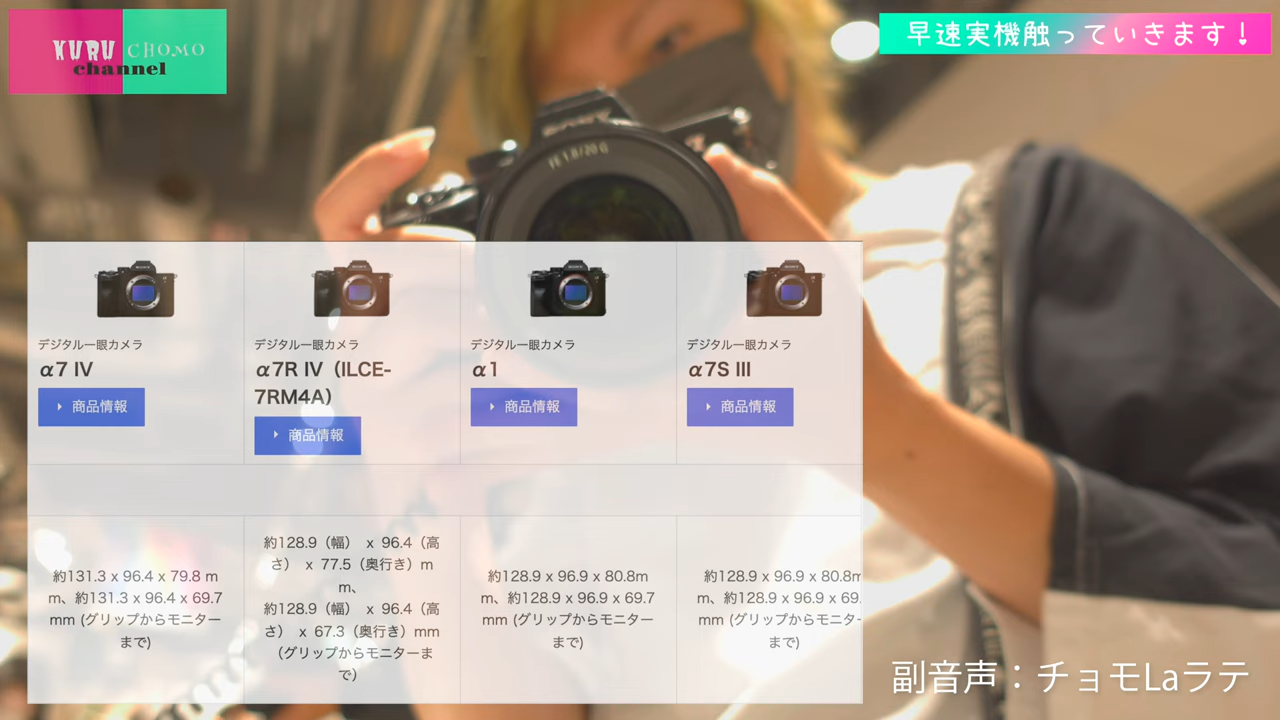 KURU CHOMO
channel
早速実機触っていきます！
FE 1.8/20 G
デジタル一眼カメラ
α7 IV
商品情報
デジタル一眼カメラ
α7R IV（ILCE-
7RM4A）
商品情報
デジタル一眼カメラ
α1
商品情報
デジタル一眼カメラ
α7S III
商品情報
約131.3 x 96.4 x 79.8 m
m、約131.3 x 96.4 x 69.7
mm (グリップからモニター
まで)
約128.9（幅） x 96.4（高
さ） x 77.5（奥行き）m
m、
約128.9（幅） x 96.4（高
さ） x 67.3（奥行き）mm
（グリップからモニターま
で）
約128.9 x 96.9 x 80.8m
m、約128.9 x 96.9 x 69.7
mm (グリップからモニター
まで)
約128.9 x 96.9 x 80.8m
m、約128.9 x 96.9 x 69.
mm (グリップからモニター
まで)
副音声：チョモLaラテ